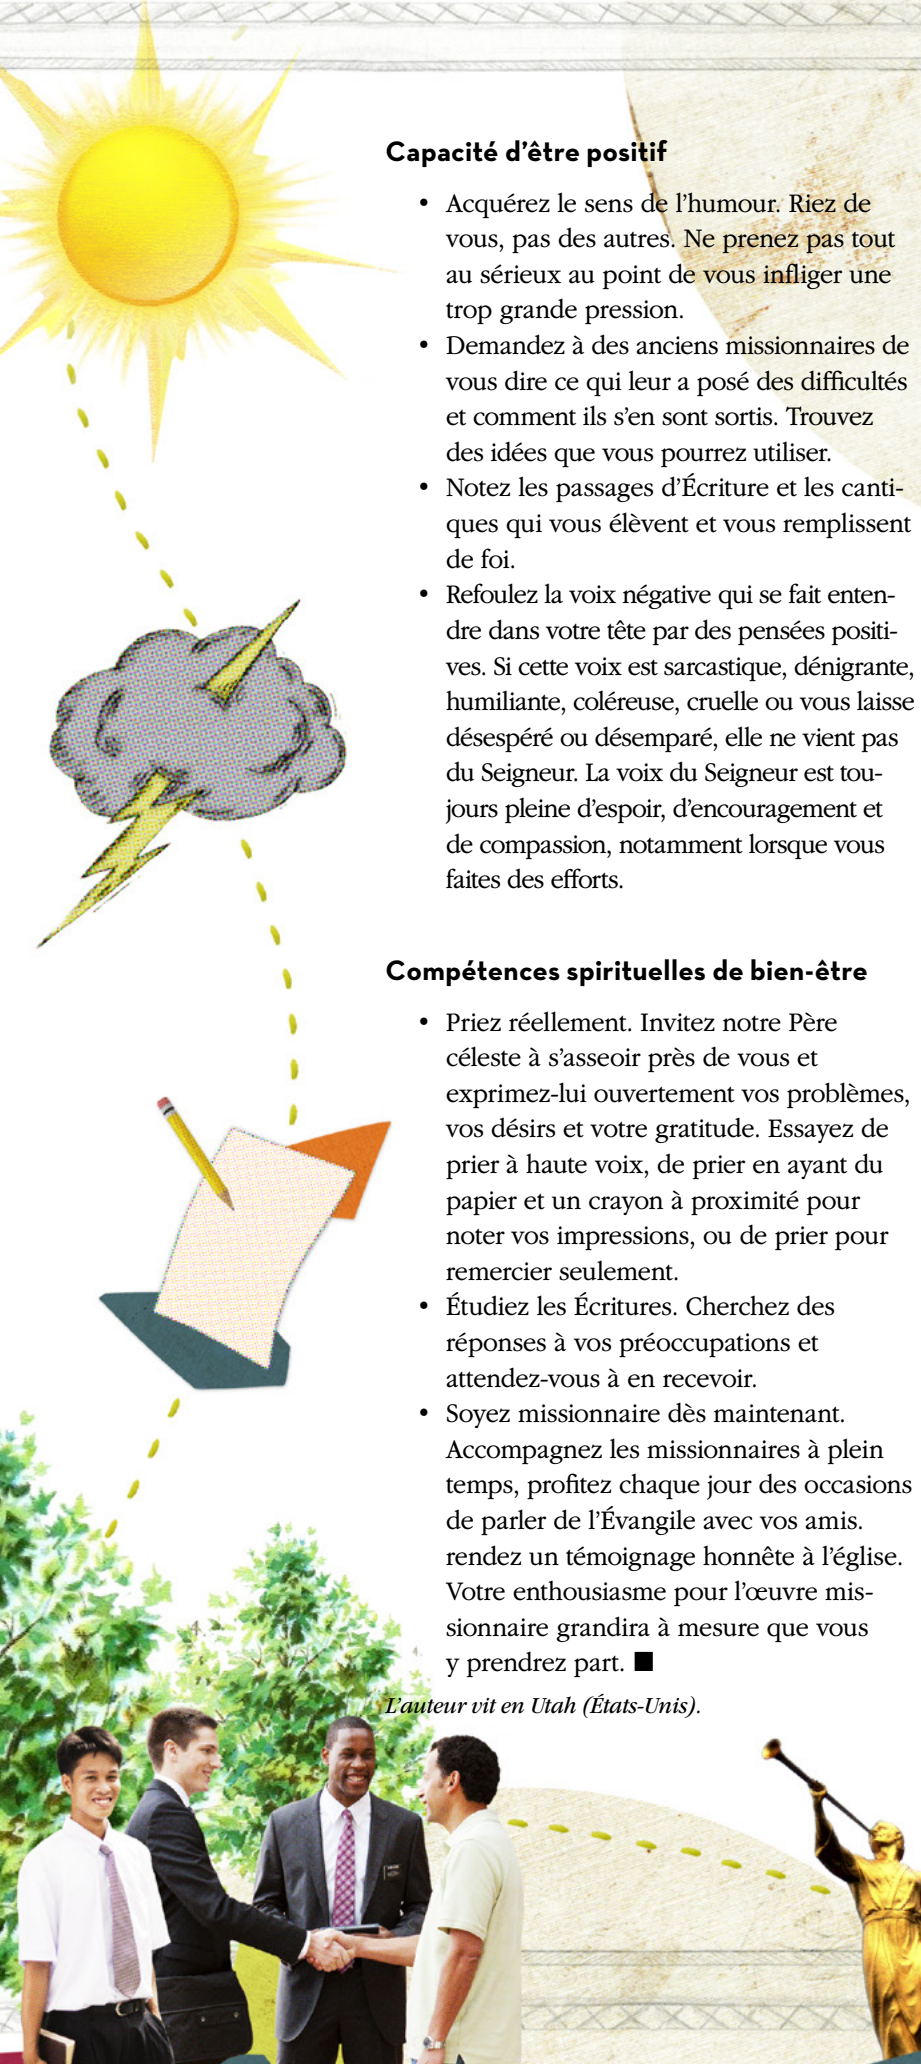 Capacité d'être positif
• Acquérez le sens de l'humour. Riez de
vous, pas des autres. Ne prenez pas tout
au sérieux au point de vous infliger une
trop grande pression.
• Demandez à des anciens missionnaires de
vous dire ce qui leur a posé des difficultés
et comment ils s'en sont sortis. Trouvez
des idées que vous pourrez utiliser.
• Notez les passages d'Écriture et les canti-
ques qui vous élèvent et vous remplissent
de foi.
• Refoulez la voix négative qui se fait enten-
dre dans votre tête par des pensées positi-
ves. Si cette voix est sarcastique, dénigrante,
humiliante, coléreuse, cruelle ou vous laisse
désespéré ou désemparé, elle ne vient pas
du Seigneur. La voix du Seigneur est tou-
jours pleine d'espoir, d'encouragement et
de compassion, notamment lorsque vous
faites des efforts.
Compétences spirituelles de bien-être
• Priez réellement. Invitez notre Père
céleste à s'asseoir près de vous et
exprimez-lui ouvertement vos problèmes,
vos désirs et votre gratitude. Essayez de
prier à haute voix, de prier en ayant du
papier et un crayon à proximité pour
noter vos impressions, ou de prier pour
remercier seulement.
• Étudiez les Écritures. Cherchez des
réponses à vos préoccupations et
attendez-vous à en recevoir.
• Soyez missionnaire dès maintenant.
Accompagnez les missionnaires à plein
temps, profitez chaque jour des occasions
de parler de l'Évangile avec vos amis.
rendez un témoignage honnête à l'église.
Votre enthousiasme pour l'œuvre mis-
sionnaire grandira à mesure que vous
y prendrez part. ■
L'auteur vit en Utah (États-Unis).